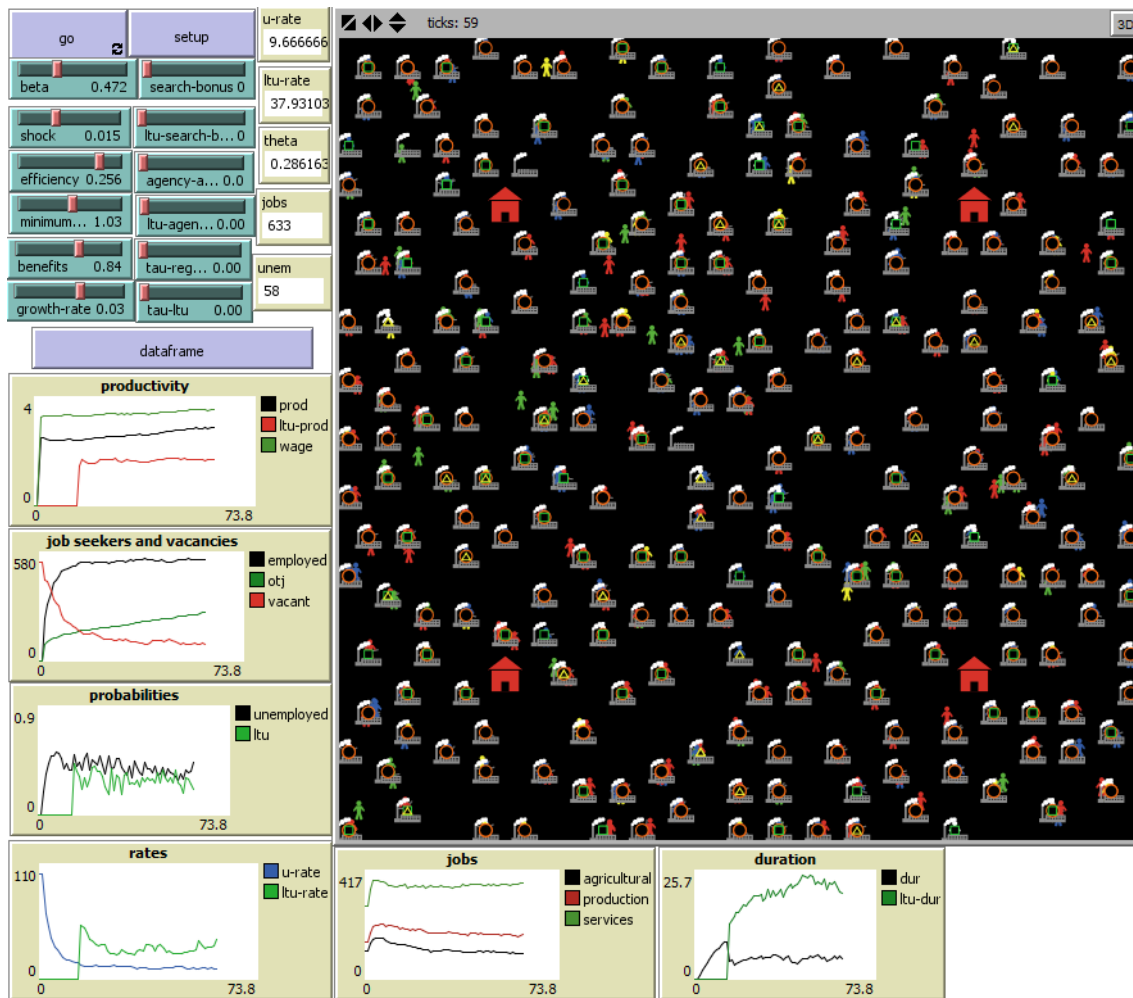 go
setup
beta 0.472
search-bonus 0
shock 0.015
ltu-search-b... 0
efficiency 0.256
agency-a... 0.0
minimum... 1.03
ltu-agen... 0.00
benefits 0.84
tau-reg... 0.00
growth-rate 0.03
tau-ltu 0.00
dataframe
u-rate
9.666666
ltu-rate
37.93103
theta
0.286163
jobs
633
unem
58
ticks: 59
3D
productivity
4
0
0
73.8
prod
ltu-prod
wage
job seekers and vacancies
580
0
0
73.8
employed
otj
vacant
probabilities
0.9
0
0
73.8
unemployed
ltu
rates
110
0
0
73.8
u-rate
ltu-rate
jobs
417
0
0
73.8
agricultural
production
services
duration
25.7
0
0
73.8
dur
ltu-dur